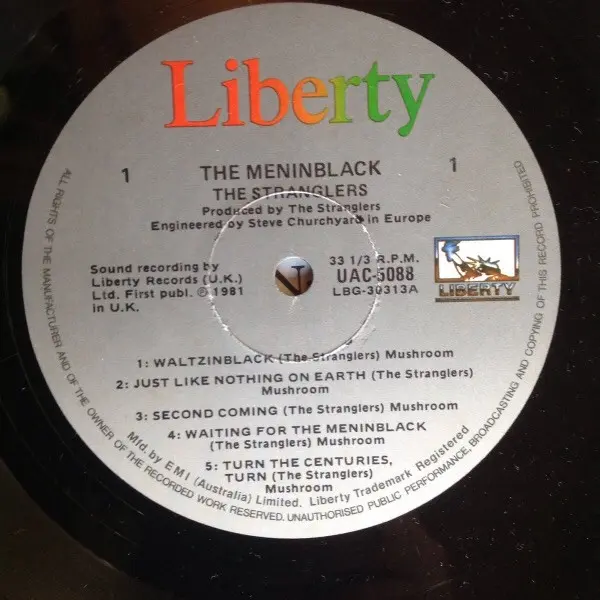 Liberty
1 THE MENINBLACK 1
THE STRANGLERS
Produced by The Stranglers
Engineered by Steve Churchyard in Europe
Sound recording by
Liberty Records (U.K.)
Ltd. First publ. ℗ 1981
in U.K.
33 1/3 R.P.M.
UAC-5088
LBG-30313A
LIBERTY
1: WALTZINBLACK (The Stranglers) Mushroom
2: JUST LIKE NOTHING ON EARTH (The Stranglers)
Mushroom
3: SECOND COMING (The Stranglers) Mushroom
4: WAITING FOR THE MENINBLACK
(The Stranglers) Mushroom
5: TURN THE CENTURIES,
TURN (The Stranglers)
Mushroom
Mfd. by EMI (Australia) Limited. Liberty Trademark Registered
ALL RIGHTS OF THE MANUFACTURER AND OF THE OWNER OF THE RECORDED WORK RESERVED. UNAUTHORISED PUBLIC PERFORMANCE, BROADCASTING AND COPYING OF THIS RECORD PROHIBITED